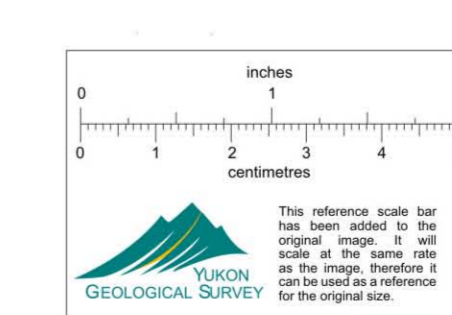 inches
0 1
0 1 2 3 4
centimetres
This reference scale bar
has been added to the
original image. It will
scale at the same rate
as the image, therefore it
can be used as a reference
for the original size.
YUKON
GEOLOGICAL SURVEY